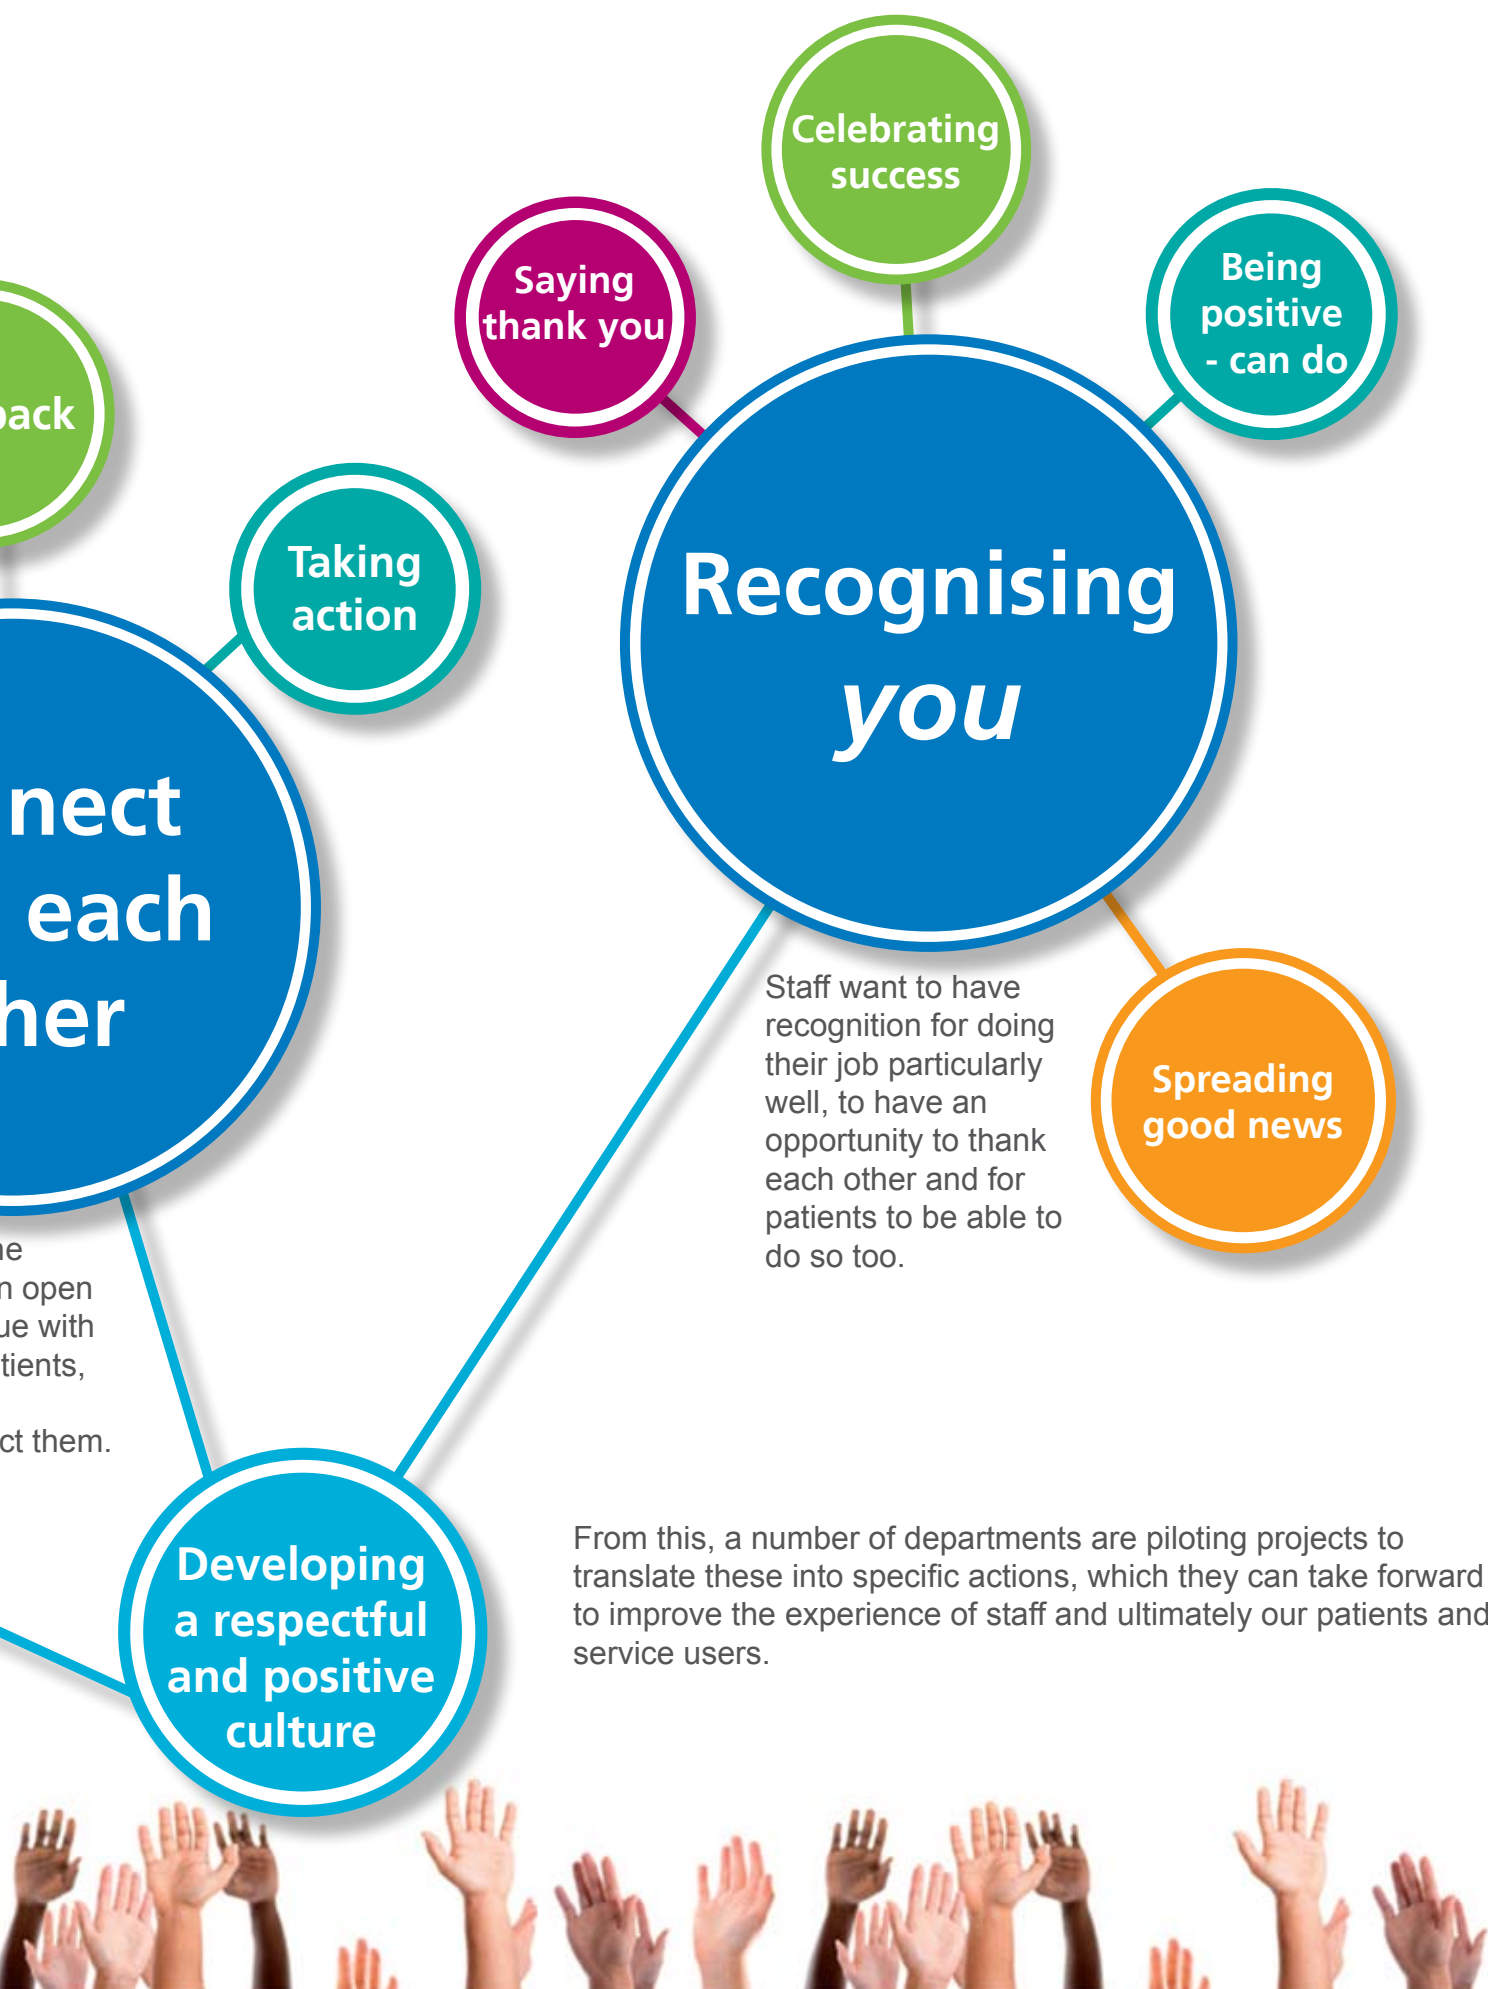 Celebrating
success
Saying
thank you
Being
positive
- can do
Taking
action
Recognising
you
each
Staff want to have
recognition for doing
their job particularly
well, to have an
opportunity to thank
each other and for
patients to be able to
do so too.
Spreading
good news
open
with
them.
Developing
a respectful
and positive
culture
From this, a number of departments are piloting projects to
translate these into specific actions, which they can take forward
to improve the experience of staff and ultimately our patients and
service users.